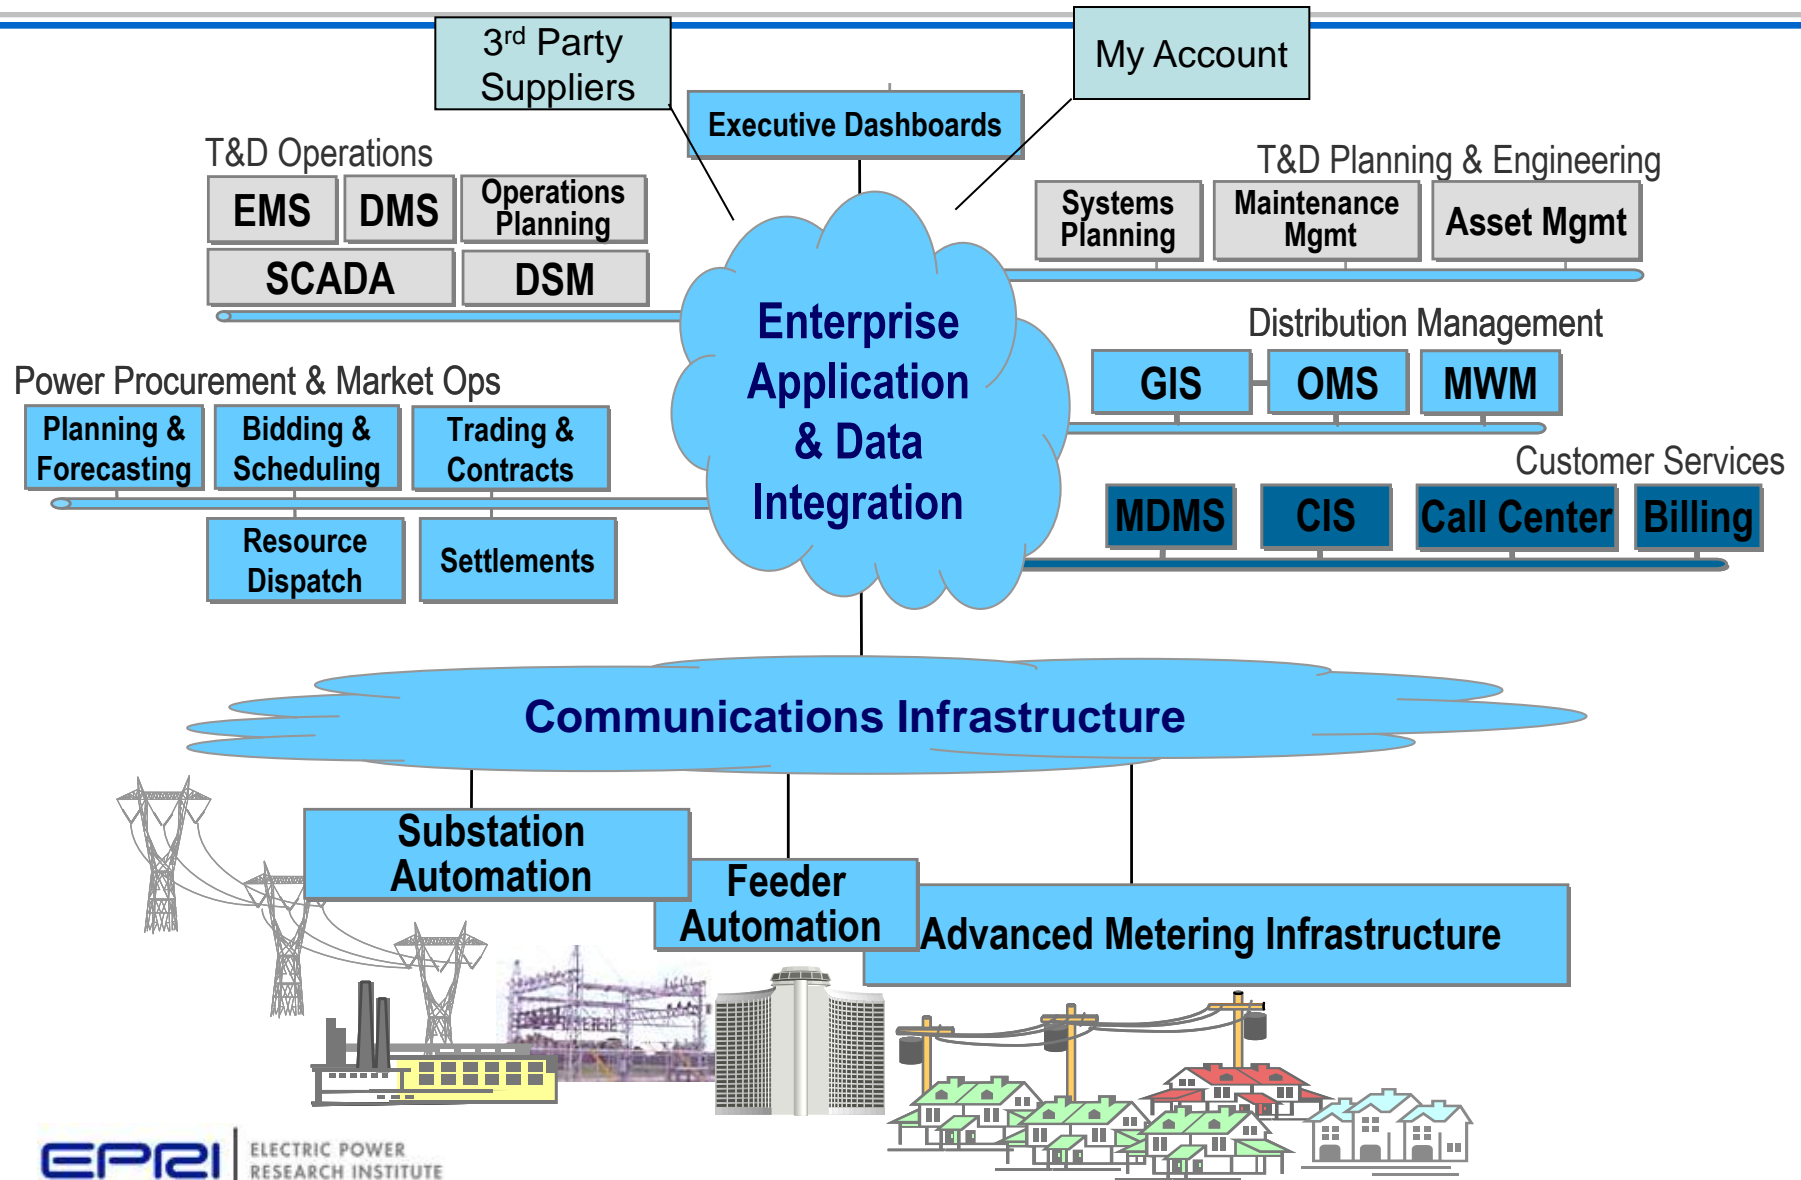 3rd Party
Suppliers
My Account
Executive Dashboards
T&D Operations
EMS
DMS
Operations
Planning
SCADA
DSM
T&D Planning & Engineering
Systems
Planning
Maintenance
Mgmt
Asset Mgmt
Enterprise
Application
& Data
Integration
Distribution Management
GIS
OMS
MWM
Power Procurement & Market Ops
Planning &
Forecasting
Bidding &
Scheduling
Trading &
Contracts
Resource
Dispatch
Settlements
Customer Services
MDMS
CIS
Call Center
Billing
Communications Infrastructure
Substation
Automation
Feeder
Automation
Advanced Metering Infrastructure
EPRI
ELECTRIC POWER
RESEARCH INSTITUTE